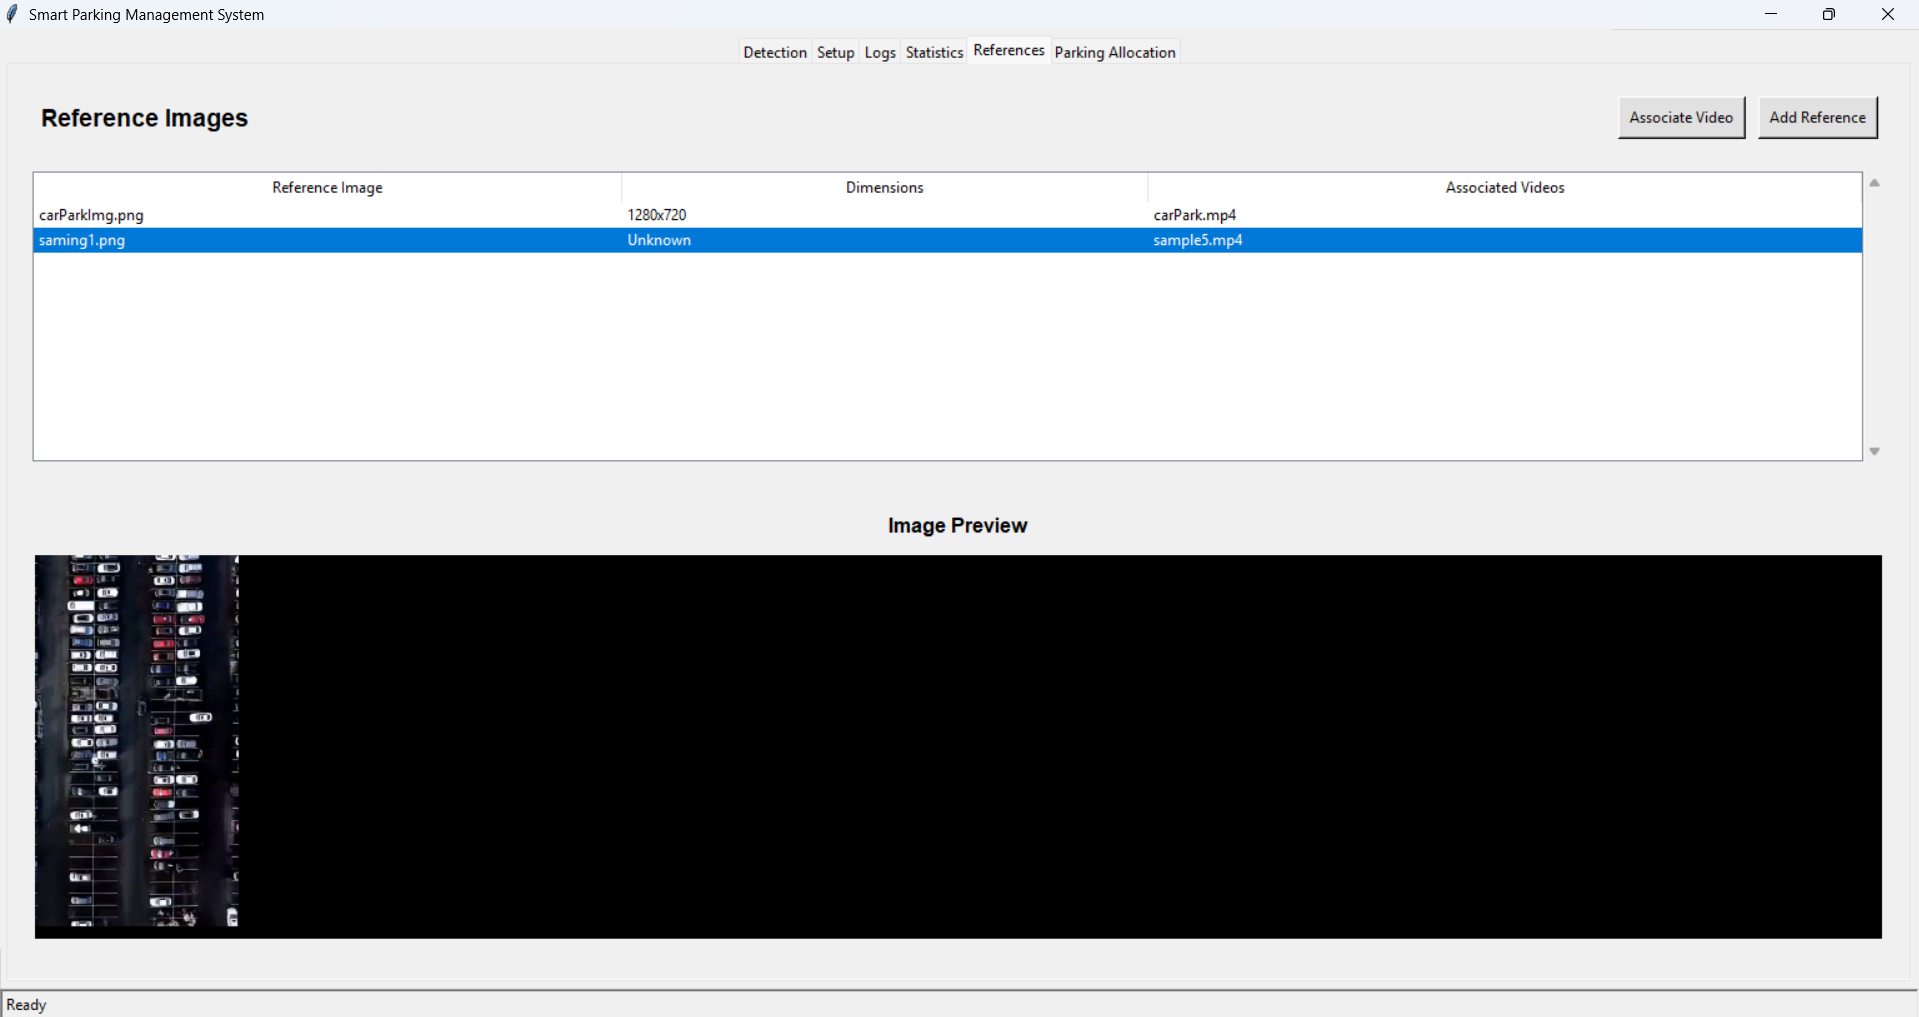 Smart Parking Management System
Detection Setup Logs Statistics References Parking Allocation
Reference Images
Associate Video Add Reference
Reference Image Dimensions Associated Videos
carParkImg.png 1280x720 carPark.mp4
saming1.png Unknown sample5.mp4
Image Preview
Ready